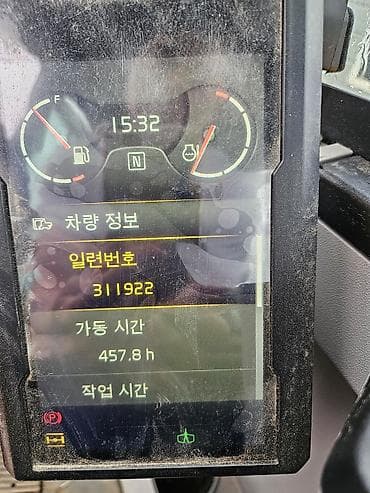 F
15:32
N
차량 정보
일련번호
311922
가동 시간
457.8 h
작업 시간
P